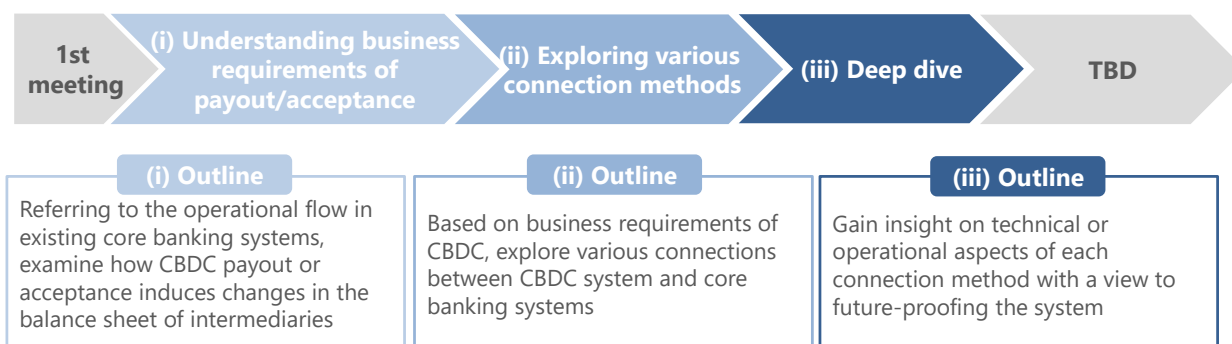 1st
meeting
(i) Understanding business
requirements of
payout/acceptance
(ii) Exploring various
connection methods
(iii) Deep dive
TBD
(i) Outline
Referring to the operational flow in
existing core banking systems,
examine how CBDC payout or
acceptance induces changes in the
balance sheet of intermediaries
(ii) Outline
Based on business requirements of
CBDC, explore various connections
between CBDC system and core
banking systems
(iii) Outline
Gain insight on technical or
operational aspects of each
connection method with a view to
future-proofing the system